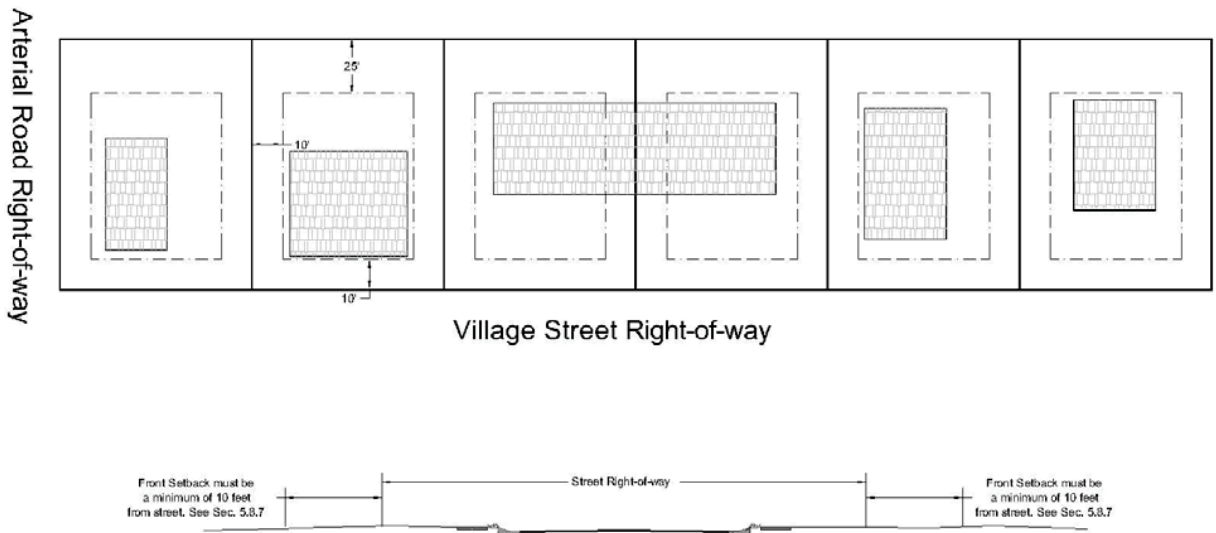 Arterial Road Right-of-way
25'
10'
10'
Village Street Right-of-way
Front Setback must be
a minimum of 10 feet
from street. See Sec. 5.8.7
Street Right-of-way
Front Setback must be
a minimum of 10 feet
from street. See Sec. 5.8.7